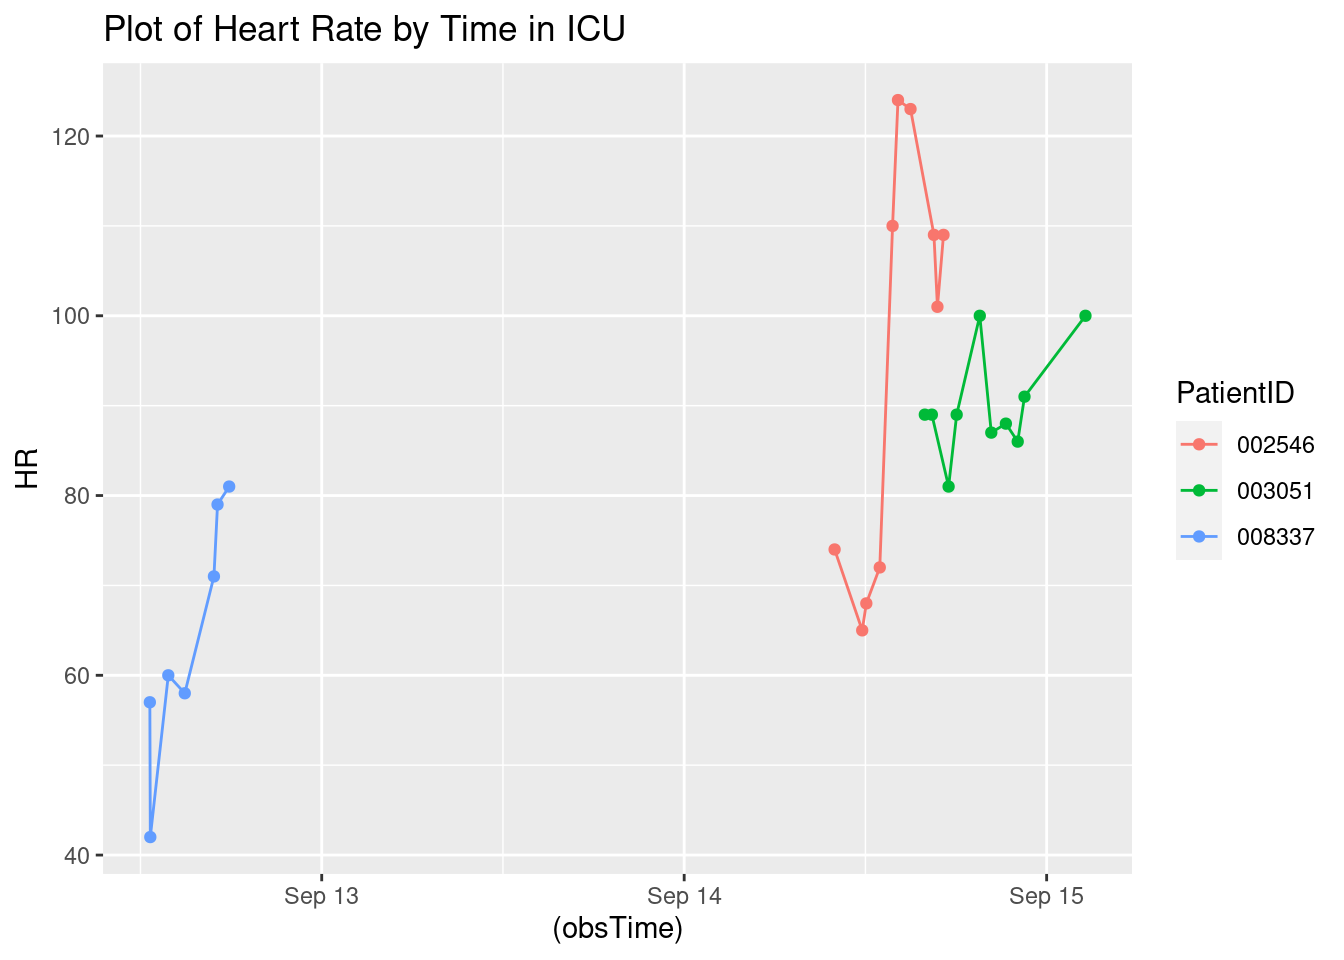 Plot of Heart Rate by Time in ICU
120
100
80
60
40
HR
Sep 13
Sep 14
Sep 15
(obsTime)
PatientID
002546
003051
008337